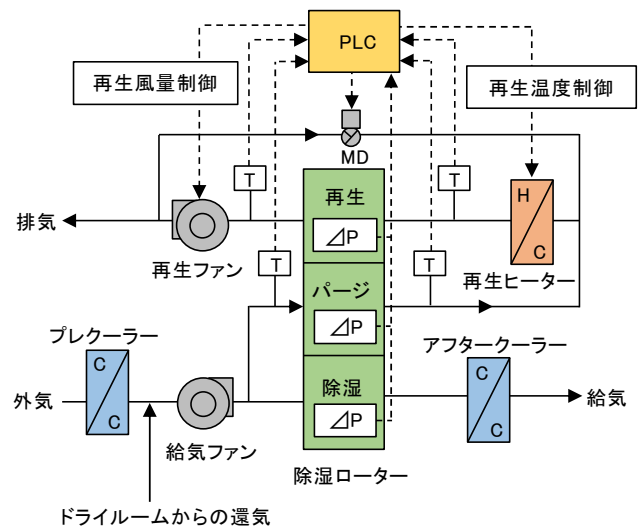 PLC
再生風量制御
再生温度制御
MD
T
T
再生
⊿P
H
C
排気
再生ファン
T
T
再生ヒーター
パージ
⊿P
プレクーラー
アフタークーラー
C
C
除湿
⊿P
C
C
外気
給気
給気ファン
除湿ローター
ドライルームからの還気